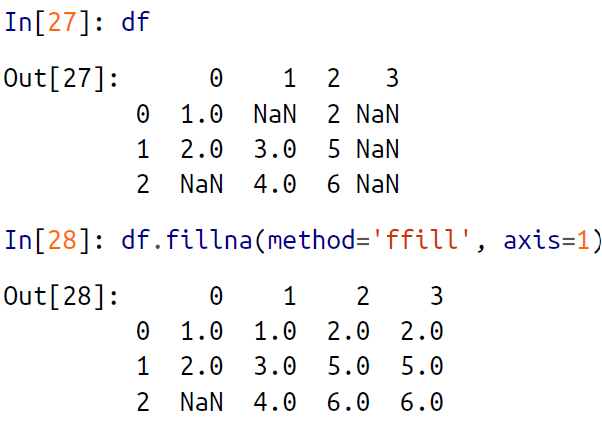 In[27]: df
Out[27]: 0 1 2 3
0 1.0 NaN 2 NaN
1 2.0 3.0 5 NaN
2 NaN 4.0 6 NaN
In[28]: df.fillna(method='ffill', axis=1)
Out[28]: 0 1 2 3
0 1.0 1.0 2.0 2.0
1 2.0 3.0 5.0 5.0
2 NaN 4.0 6.0 6.0